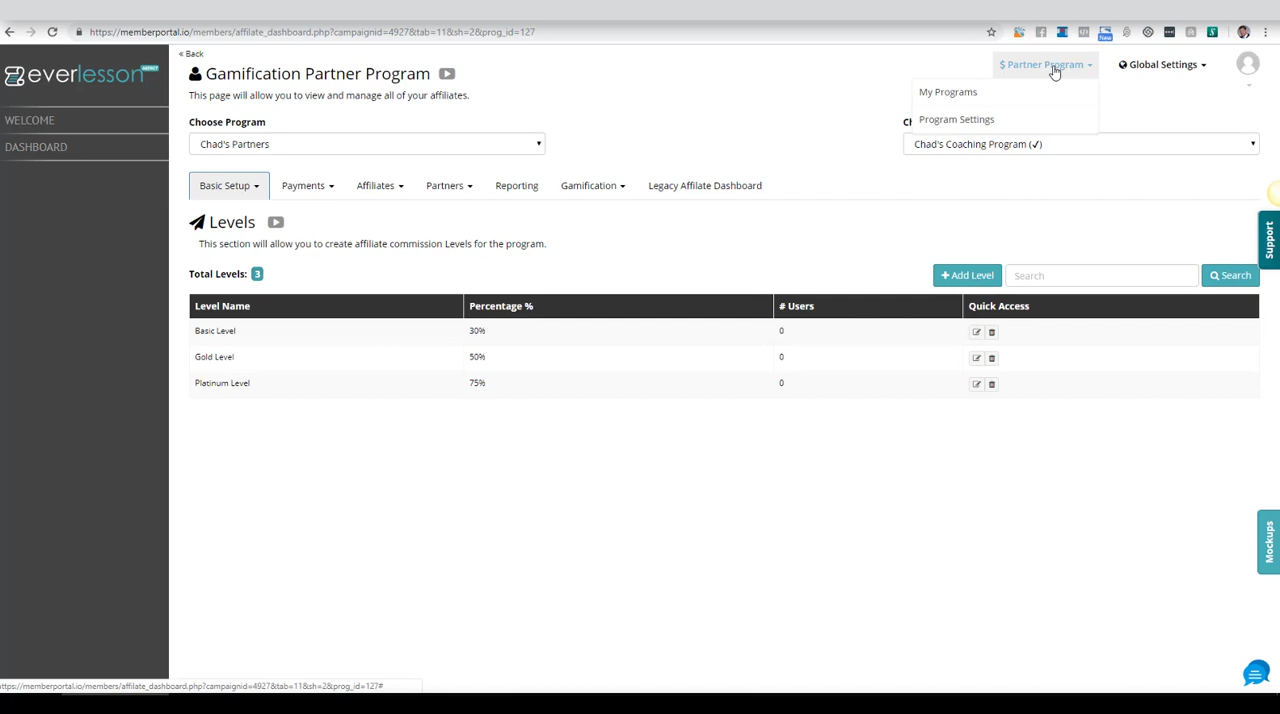 https://memberportal.io/members/affilate_dashboard.php?campaignid=4927&tab=11&sh=2&prog_id=127
New
everlesson
< Back
Gamification Partner Program
$ Partner Program
Global Settings
My Programs
Program Settings
This page will allow you to view and manage all of your affiliates.
WELCOME
DASHBOARD
Choose Program
Ch
Chad's Partners
Chad's Coaching Program (✓)
Basic Setup
Payments
Affiliates
Partners
Reporting
Gamification
Legacy Affilate Dashboard
Levels
This section will allow you to create affiliate commission Levels for the program.
Total Levels: 3
+ Add Level
Search
Search
Level Name Percentage % # Users Quick Access
Basic Level 30% 0
Gold Level 50% 0
Platinum Level 75% 0
Support
Mockups
https://memberportal.io/members/affilate_dashboard.php?campaignid=4927&tab=11&sh=2&prog_id=127#